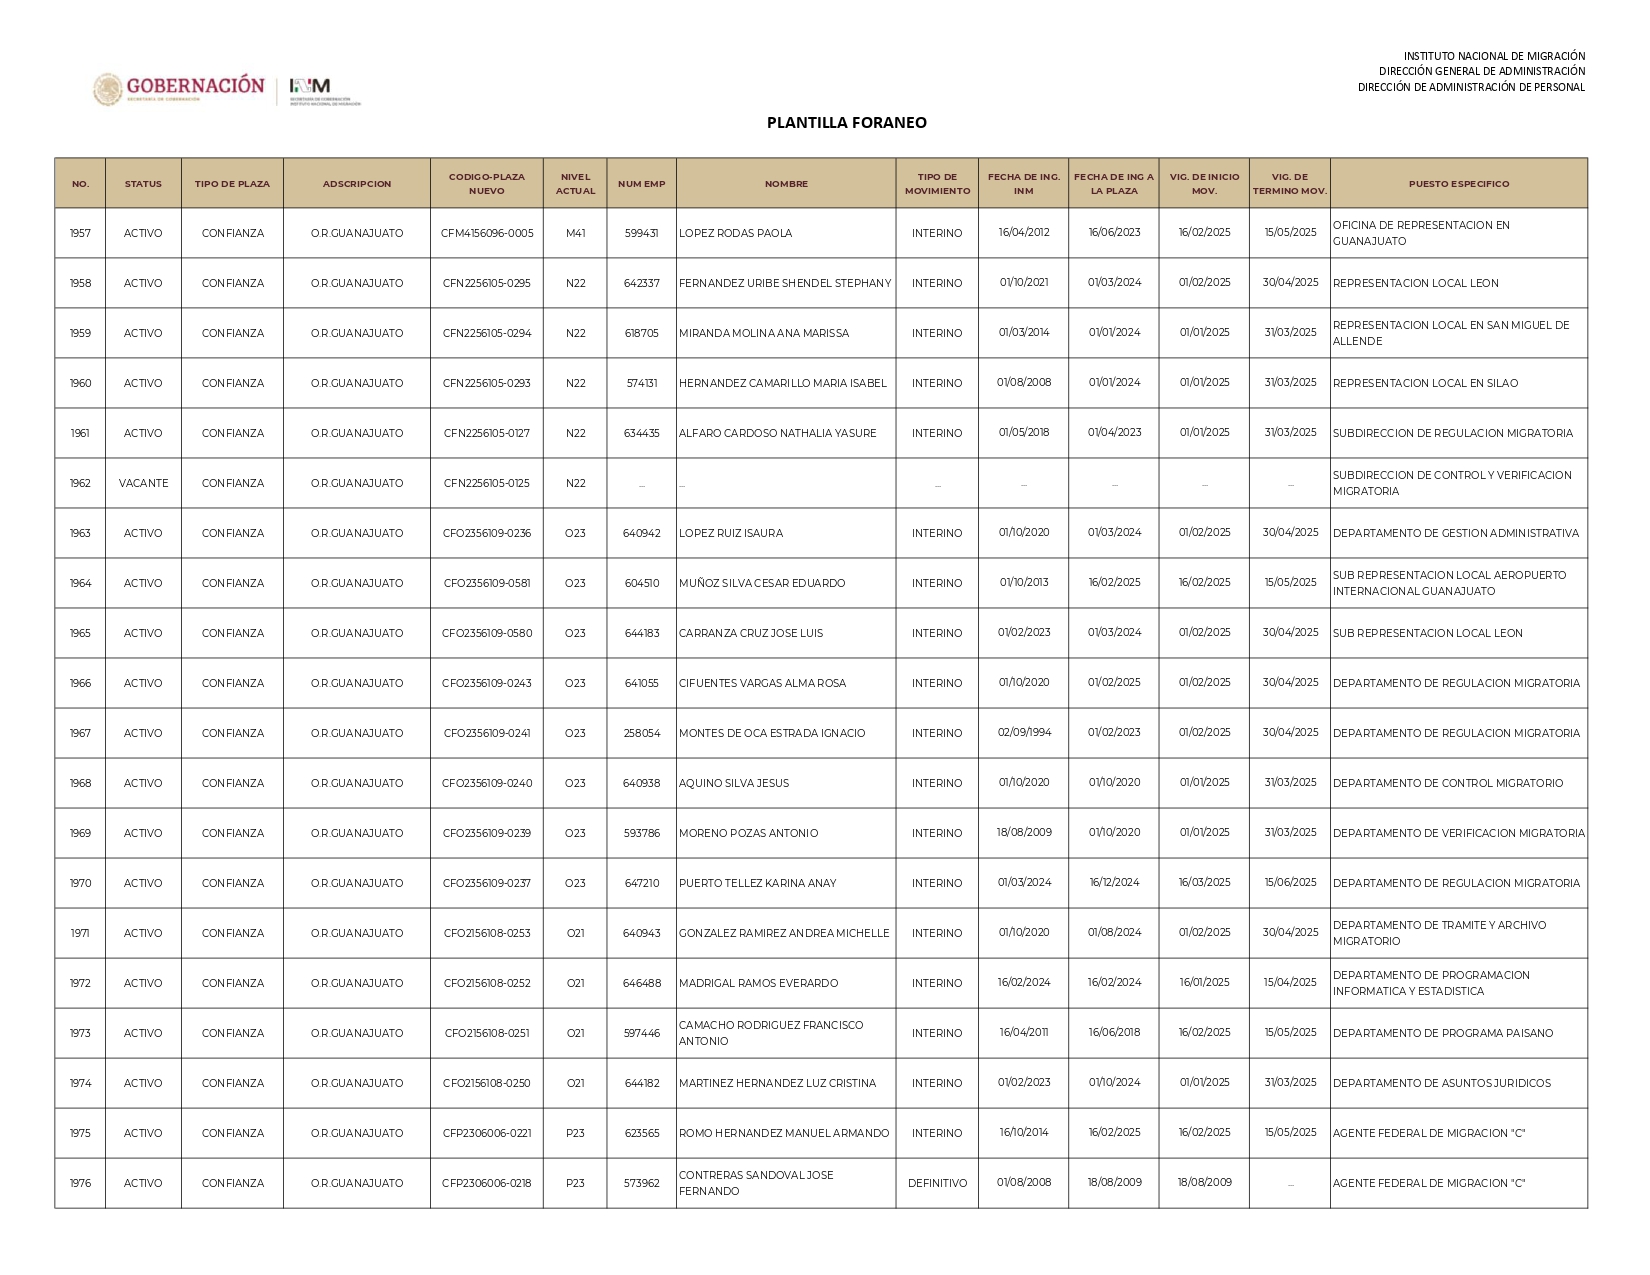 INSTITUTO NACIONAL DE MIGRACIÓN
DIRECCIÓN GENERAL DE ADMINISTRACIÓN
DIRECCIÓN DE ADMINISTRACIÓN DE PERSONAL
GOBERNACIÓN
SECRETARÍA DE GOBERNACIÓN
INM
SECRETARÍA DE GOBERNACIÓN
INSTITUTO NACIONAL DE MIGRACIÓN
PLANTILLA FORANEO
NO. STATUS TIPO DE PLAZA ADSCRIPCION CODIGO-PLAZA NUEVO NIVEL ACTUAL NUM EMP NOMBRE TIPO DE MOVIMIENTO FECHA DE ING. INM FECHA DE ING A LA PLAZA VIG. DE INICIO MOV. VIG. DE TERMINO MOV. PUESTO ESPECIFICO
1957 ACTIVO CONFIANZA O.R.GUANAJUATO CFM4156096-0005 M41 599431 LOPEZ RODAS PAOLA INTERINO 16/04/2012 16/06/2023 16/02/2025 15/05/2025 OFICINA DE REPRESENTACION EN GUANAJUATO
1958 ACTIVO CONFIANZA O.R.GUANAJUATO CFN2256105-0295 N22 642337 FERNANDEZ URIBE SHENDEL STEPHANY INTERINO 01/10/2021 01/03/2024 01/02/2025 30/04/2025 REPRESENTACION LOCAL LEON
1959 ACTIVO CONFIANZA O.R.GUANAJUATO CFN2256105-0294 N22 618705 MIRANDA MOLINA ANA MARISSA INTERINO 01/03/2014 01/01/2024 01/01/2025 31/03/2025 REPRESENTACION LOCAL EN SAN MIGUEL DE ALLENDE
1960 ACTIVO CONFIANZA O.R.GUANAJUATO CFN2256105-0293 N22 574131 HERNANDEZ CAMARILLO MARIA ISABEL INTERINO 01/08/2008 01/01/2024 01/01/2025 31/03/2025 REPRESENTACION LOCAL EN SILAO
1961 ACTIVO CONFIANZA O.R.GUANAJUATO CFN2256105-0127 N22 634435 ALFARO CARDOSO NATHALIA YASURE INTERINO 01/05/2018 01/04/2023 01/01/2025 31/03/2025 SUBDIRECCION DE REGULACION MIGRATORIA
1962 VACANTE CONFIANZA O.R.GUANAJUATO CFN2256105-0125 N22 ... ... ... ... ... ... ... SUBDIRECCION DE CONTROL Y VERIFICACION MIGRATORIA
1963 ACTIVO CONFIANZA O.R.GUANAJUATO CFO2356109-0236 O23 640942 LOPEZ RUIZ ISAURA INTERINO 01/10/2020 01/03/2024 01/02/2025 30/04/2025 DEPARTAMENTO DE GESTION ADMINISTRATIVA
1964 ACTIVO CONFIANZA O.R.GUANAJUATO CFO2356109-0581 O23 604510 MUÑOZ SILVA CESAR EDUARDO INTERINO 01/10/2013 16/02/2025 16/02/2025 15/05/2025 SUB REPRESENTACION LOCAL AEROPUERTO INTERNACIONAL GUANAJUATO
1965 ACTIVO CONFIANZA O.R.GUANAJUATO CFO2356109-0580 O23 644183 CARRANZA CRUZ JOSE LUIS INTERINO 01/02/2023 01/03/2024 01/02/2025 30/04/2025 SUB REPRESENTACION LOCAL LEON
1966 ACTIVO CONFIANZA O.R.GUANAJUATO CFO2356109-0243 O23 641055 CIFUENTES VARGAS ALMA ROSA INTERINO 01/10/2020 01/02/2025 01/02/2025 30/04/2025 DEPARTAMENTO DE REGULACION MIGRATORIA
1967 ACTIVO CONFIANZA O.R.GUANAJUATO CFO2356109-0241 O23 258054 MONTES DE OCA ESTRADA IGNACIO INTERINO 02/09/1994 01/02/2023 01/02/2025 30/04/2025 DEPARTAMENTO DE REGULACION MIGRATORIA
1968 ACTIVO CONFIANZA O.R.GUANAJUATO CFO2356109-0240 O23 640938 AQUINO SILVA JESUS INTERINO 01/10/2020 01/10/2020 01/01/2025 31/03/2025 DEPARTAMENTO DE CONTROL MIGRATORIO
1969 ACTIVO CONFIANZA O.R.GUANAJUATO CFO2356109-0239 O23 593786 MORENO POZAS ANTONIO INTERINO 18/08/2009 01/10/2020 01/01/2025 31/03/2025 DEPARTAMENTO DE VERIFICACION MIGRATORIA
1970 ACTIVO CONFIANZA O.R.GUANAJUATO CFO2356109-0237 O23 647210 PUERTO TELLEZ KARINA ANAY INTERINO 01/03/2024 16/12/2024 16/03/2025 15/06/2025 DEPARTAMENTO DE REGULACION MIGRATORIA
1971 ACTIVO CONFIANZA O.R.GUANAJUATO CFO2156108-0253 O21 640943 GONZALEZ RAMIREZ ANDREA MICHELLE INTERINO 01/10/2020 01/08/2024 01/02/2025 30/04/2025 DEPARTAMENTO DE TRAMITE Y ARCHIVO MIGRATORIO
1972 ACTIVO CONFIANZA O.R.GUANAJUATO CFO2156108-0252 O21 646488 MADRIGAL RAMOS EVERARDO INTERINO 16/02/2024 16/02/2024 16/01/2025 15/04/2025 DEPARTAMENTO DE PROGRAMACION INFORMATICA Y ESTADISTICA
1973 ACTIVO CONFIANZA O.R.GUANAJUATO CFO2156108-0251 O21 597446 CAMACHO RODRIGUEZ FRANCISCO ANTONIO INTERINO 16/04/2011 16/06/2018 16/02/2025 15/05/2025 DEPARTAMENTO DE PROGRAMA PAISANO
1974 ACTIVO CONFIANZA O.R.GUANAJUATO CFO2156108-0250 O21 644182 MARTINEZ HERNANDEZ LUZ CRISTINA INTERINO 01/02/2023 01/10/2024 01/01/2025 31/03/2025 DEPARTAMENTO DE ASUNTOS JURIDICOS
1975 ACTIVO CONFIANZA O.R.GUANAJUATO CFP2306006-0221 P23 623565 ROMO HERNANDEZ MANUEL ARMANDO INTERINO 16/10/2014 16/02/2025 16/02/2025 15/05/2025 AGENTE FEDERAL DE MIGRACION "C"
1976 ACTIVO CONFIANZA O.R.GUANAJUATO CFP2306006-0218 P23 573962 CONTRERAS SANDOVAL JOSE FERNANDO DEFINITIVO 01/08/2008 18/08/2009 18/08/2009 ... AGENTE FEDERAL DE MIGRACION "C"